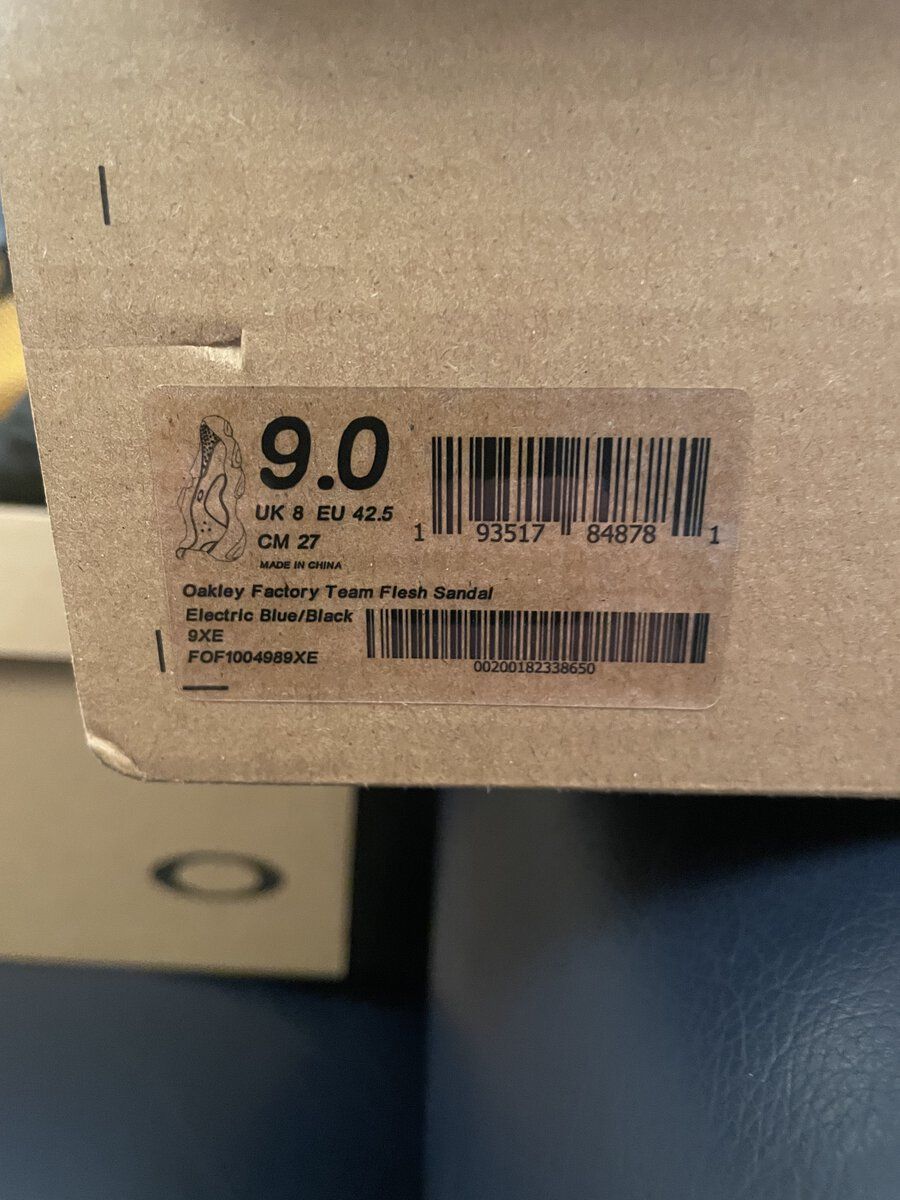 9.0
UK 8 EU 42.5
CM 27
MADE IN CHINA
1 93517 84878 1
Oakley Factory Team Flesh Sandal
Electric Blue/Black
9XE
FOF1004989XE
00200182338650